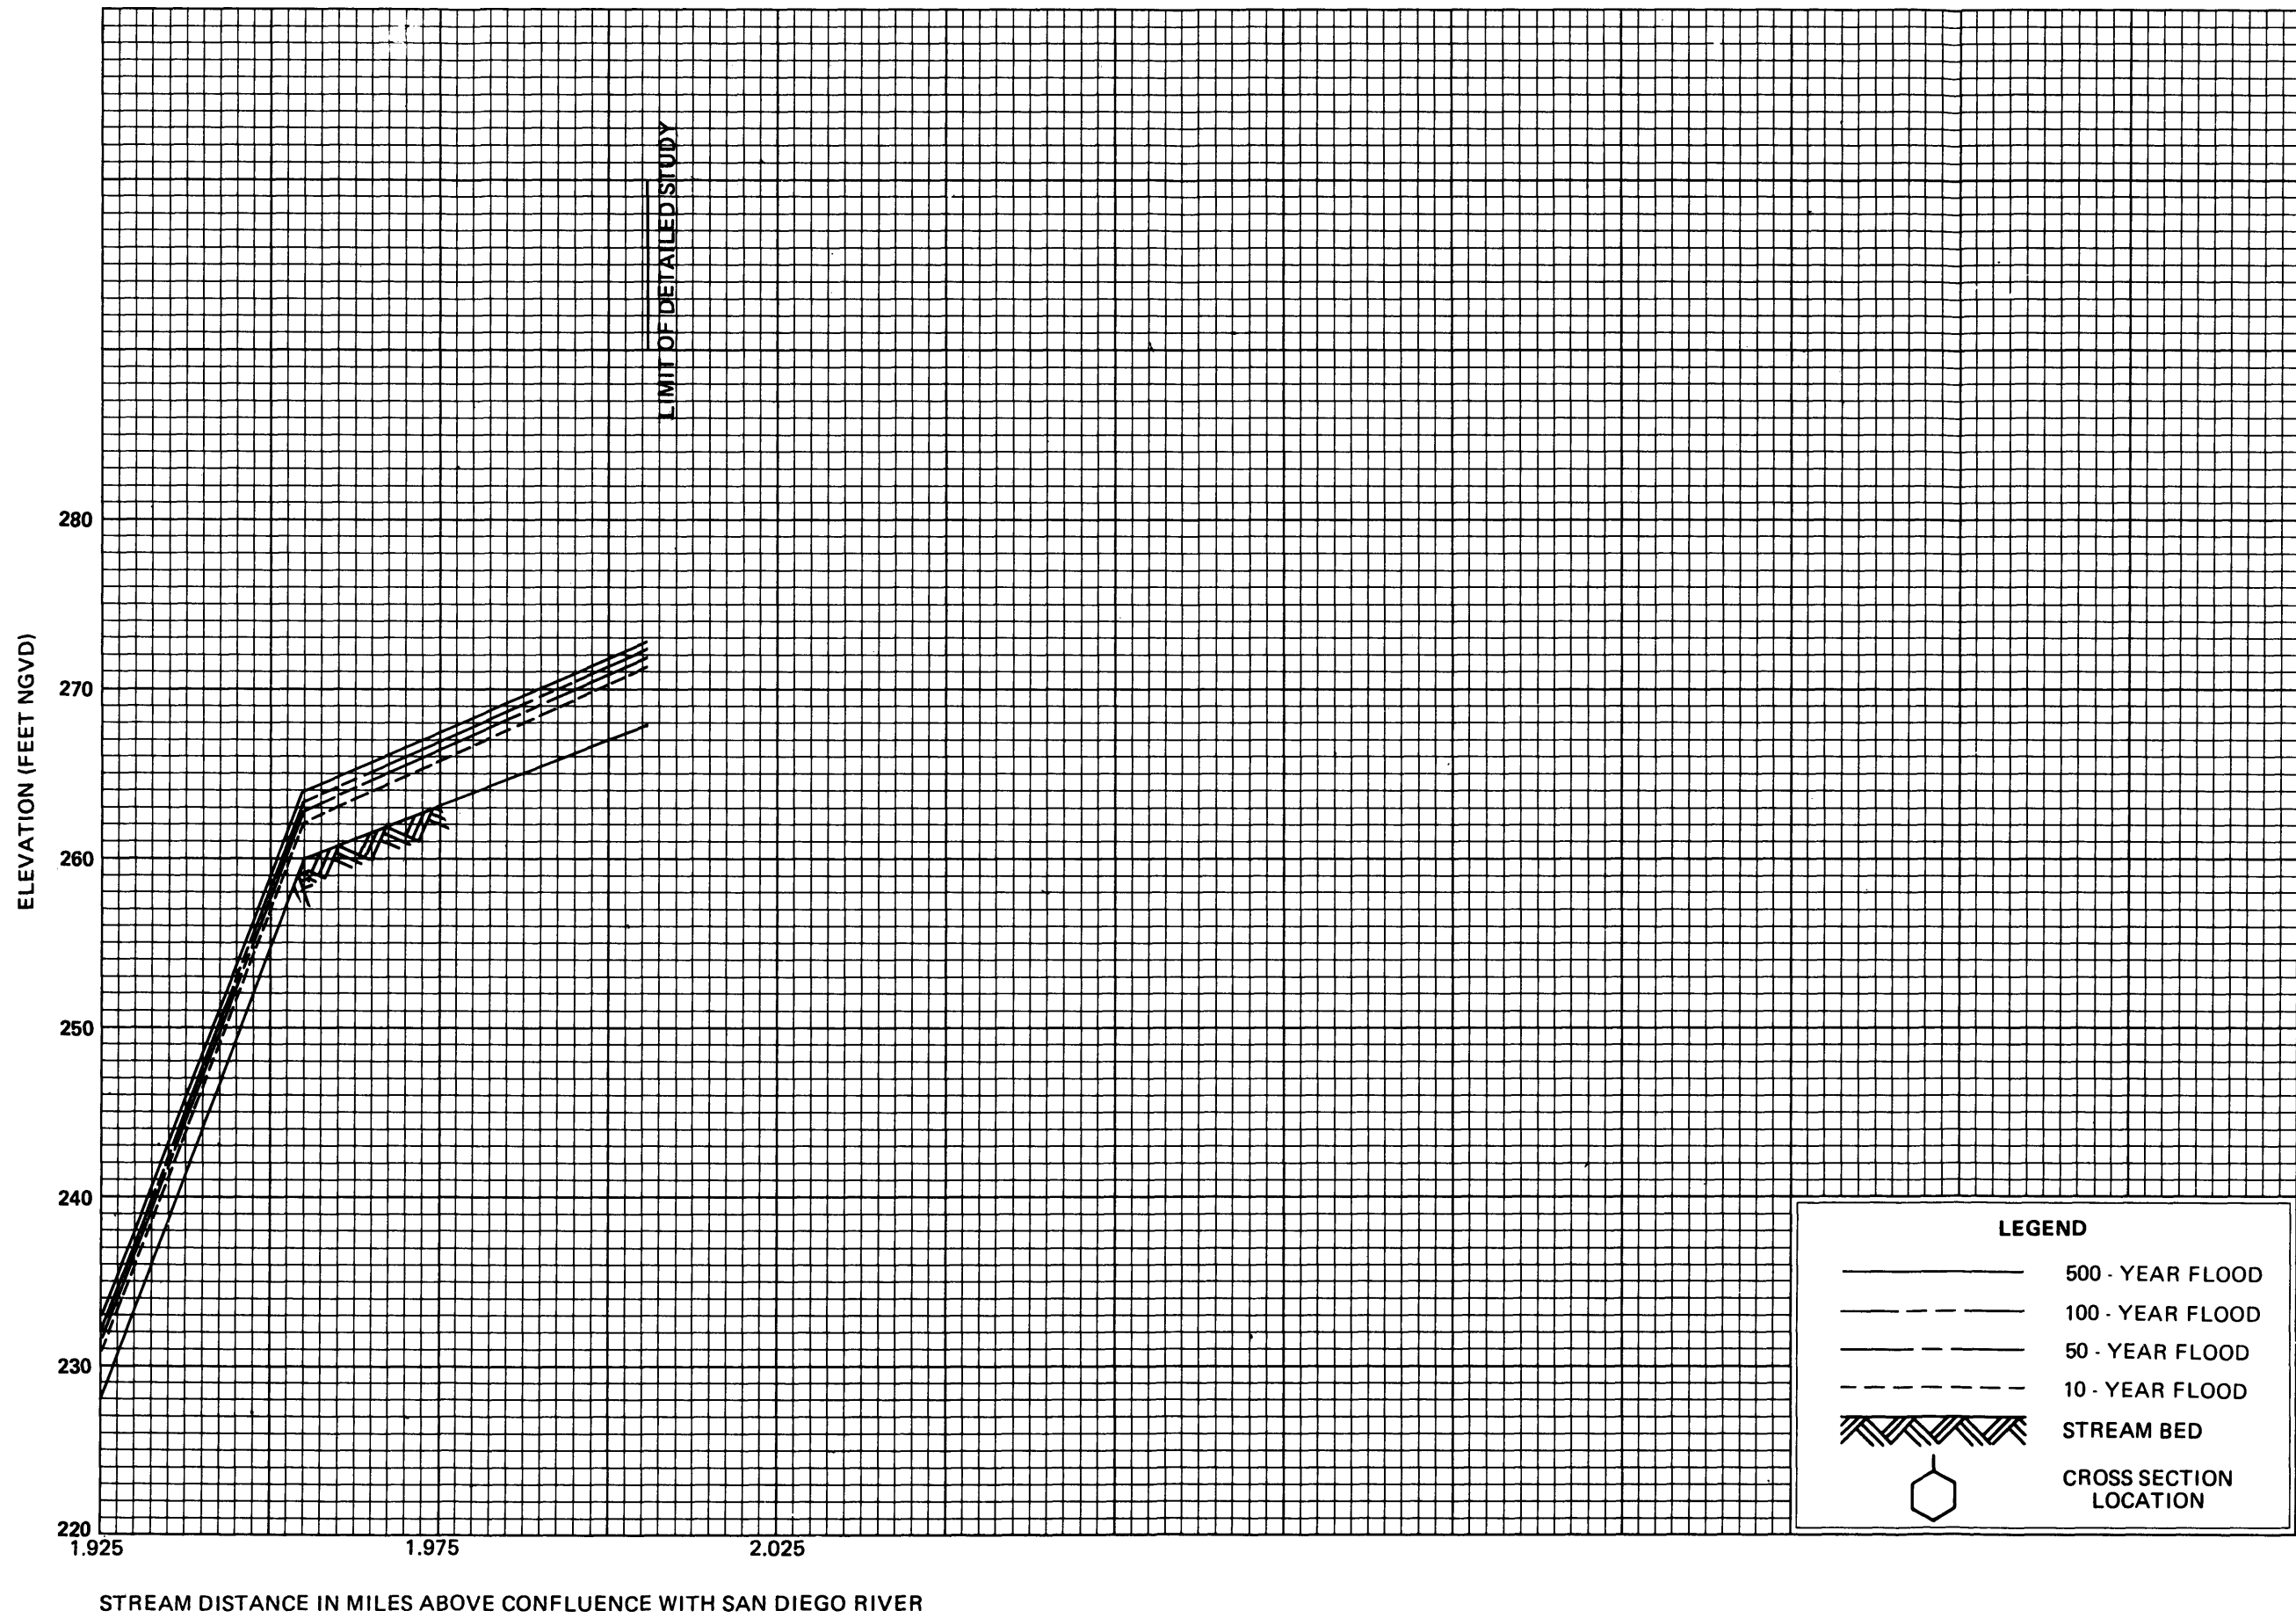 LIMIT OF DETAILED STUDY
ELEVATION (FEET NGVD)
280
270
260
250
240
230
220
1.925
1.975
2.025
STREAM DISTANCE IN MILES ABOVE CONFLUENCE WITH SAN DIEGO RIVER
LEGEND
500 - YEAR FLOOD
100 - YEAR FLOOD
50 - YEAR FLOOD
10 - YEAR FLOOD
STREAM BED
CROSS SECTION
LOCATION